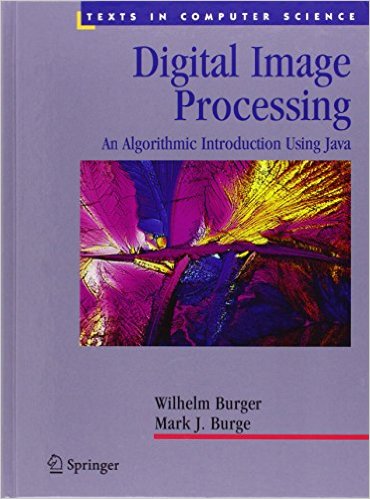 TEXTS IN COMPUTER SCIENCE
Digital Image
Processing
An Algorithmic Introduction Using Java
Wilhelm Burger
Mark J. Burge
Springer